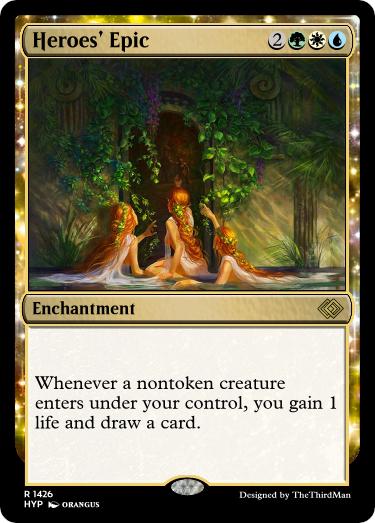 Heroes' Epic 2
Enchantment
Whenever a nontoken creature
enters under your control, you gain 1
life and draw a card.
R 1426
HYP ORANGUS
Designed by TheThirdMan